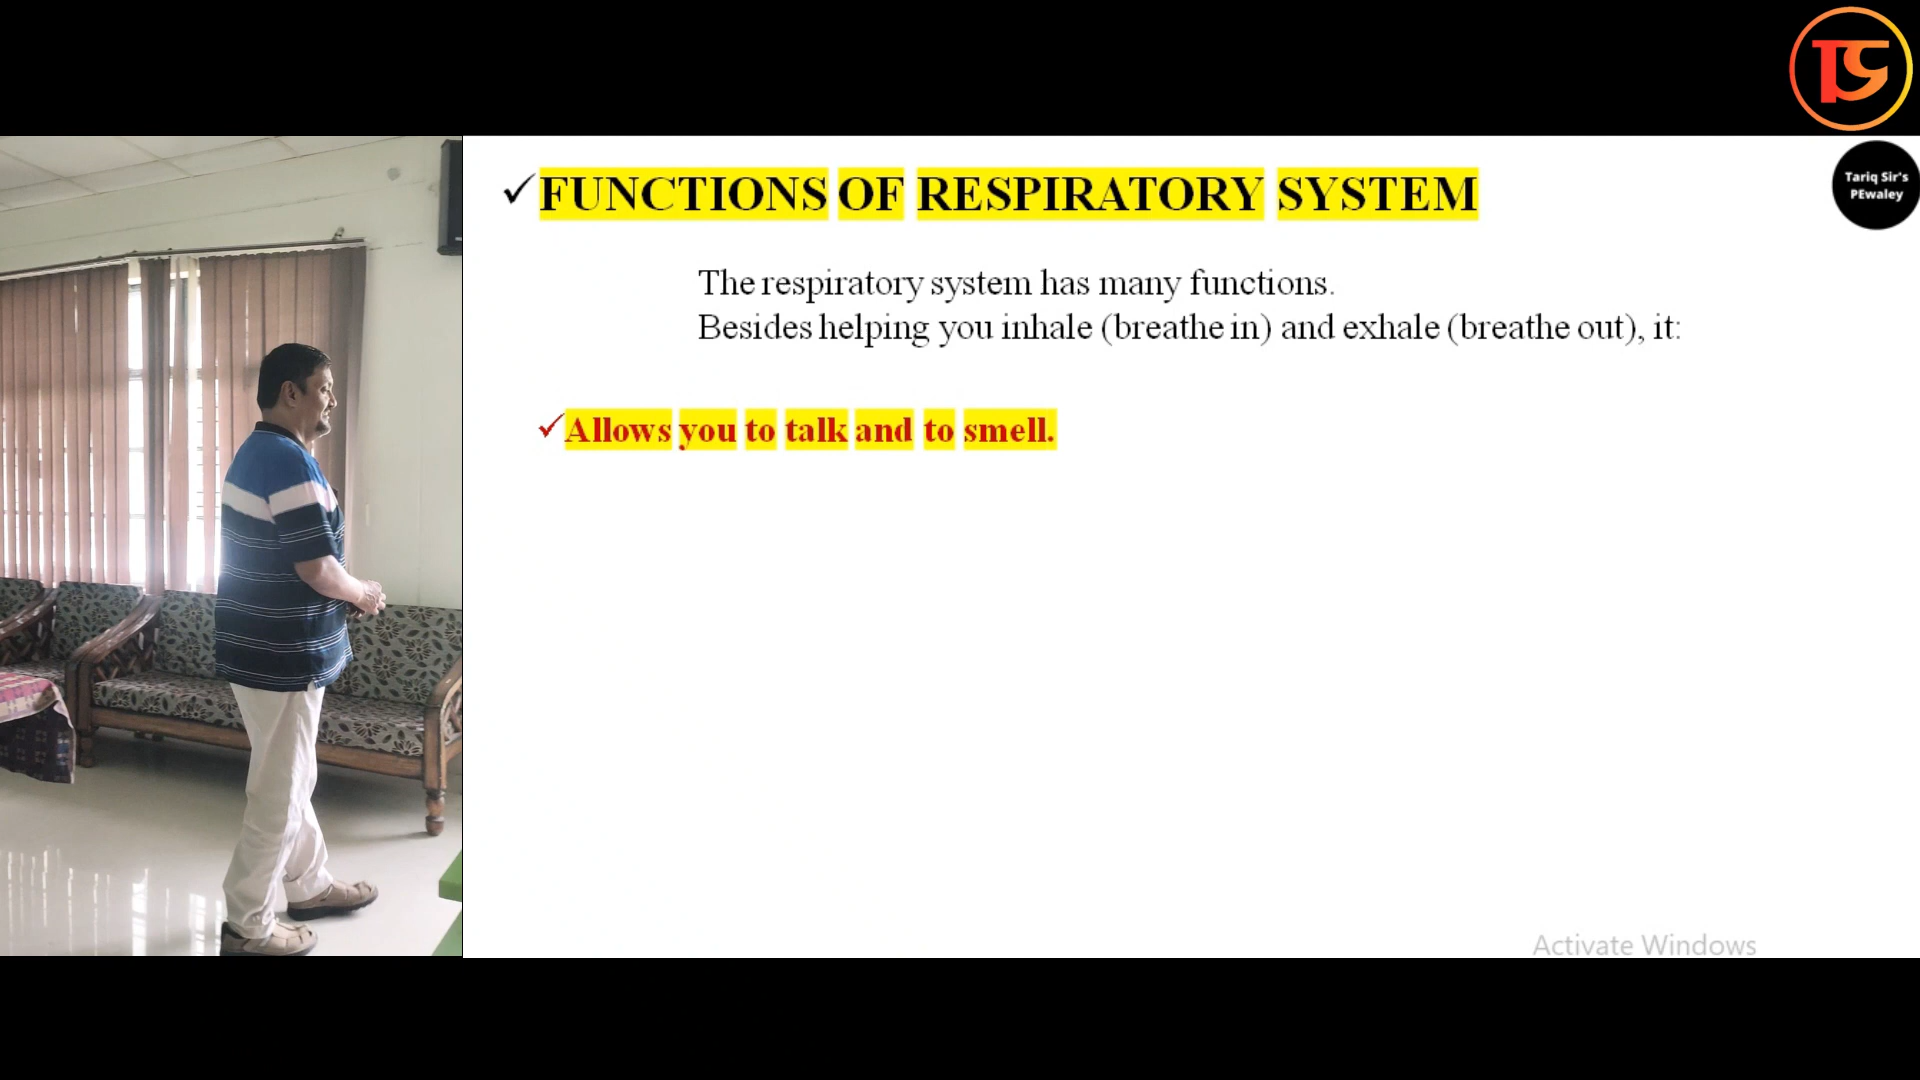 FUNCTIONS OF RESPIRATORY SYSTEM
The respiratory system has many functions.
Besides helping you inhale (breathe in) and exhale (breathe out), it:
Allows you to talk and to smell.
Tariq Sir's
PEwaley
Activate Windows